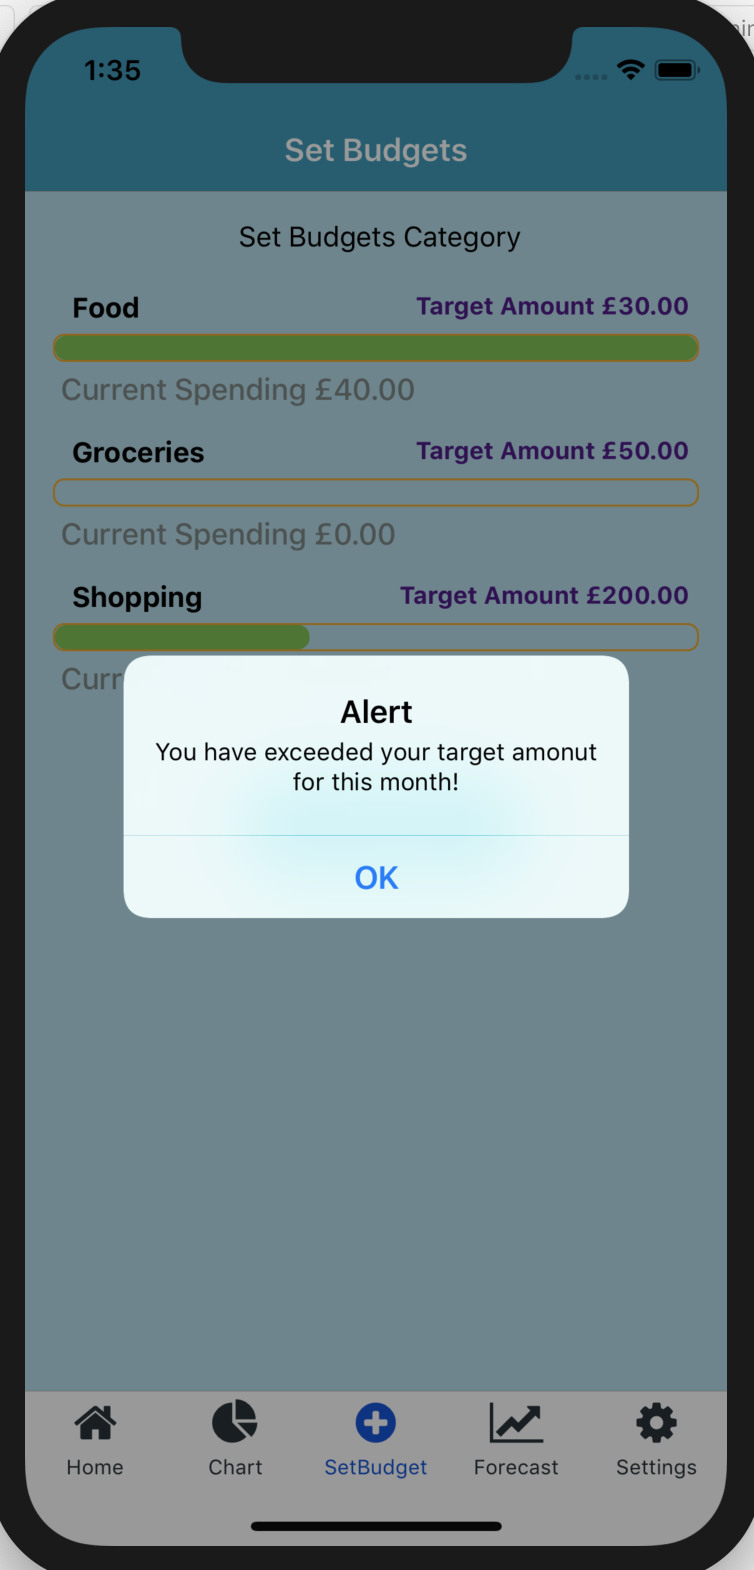 1:35
Set Budgets
Set Budgets Category
Food Target Amount £30.00
Current Spending £40.00
Groceries Target Amount £50.00
Current Spending £0.00
Shopping Target Amount £200.00
Curr
Alert
You have exceeded your target amonut
for this month!
OK
Home Chart SetBudget Forecast Settings